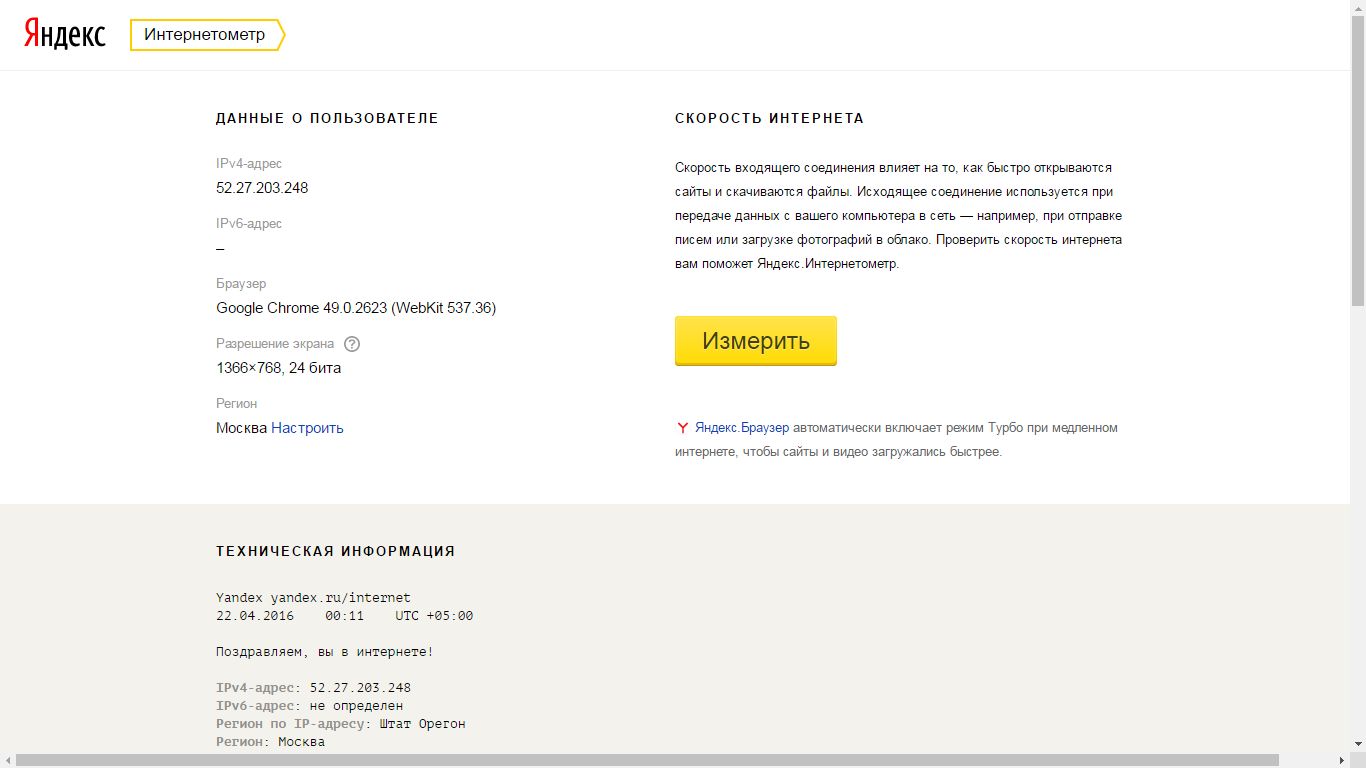 Яндекс
Интернетометр
ДАННЫЕ О ПОЛЬЗОВАТЕЛЕ
IPv4-адрес
52.27.203.248
IPv6-адрес
–
Браузер
Google Chrome 49.0.2623 (WebKit 537.36)
Разрешение экрана ?
1366×768, 24 бита
Регион
Москва Настроить
СКОРОСТЬ ИНТЕРНЕТА
Скорость входящего соединения влияет на то, как быстро открываются
сайты и скачиваются файлы. Исходящее соединение используется при
передаче данных с вашего компьютера в сеть — например, при отправке
писем или загрузке фотографий в облако. Проверить скорость интернета
вам поможет Яндекс.Интернетометр.
Измерить
Яндекс.Браузер автоматически включает режим Турбо при медленном
интернете, чтобы сайты и видео загружались быстрее.
ТЕХНИЧЕСКАЯ ИНФОРМАЦИЯ
Yandex yandex.ru/internet
22.04.2016 00:11 UTC +05:00
Поздравляем, вы в интернете!
IPv4-адрес: 52.27.203.248
IPv6-адрес: не определен
Регион по IP-адресу: Штат Орегон
Регион: Москва